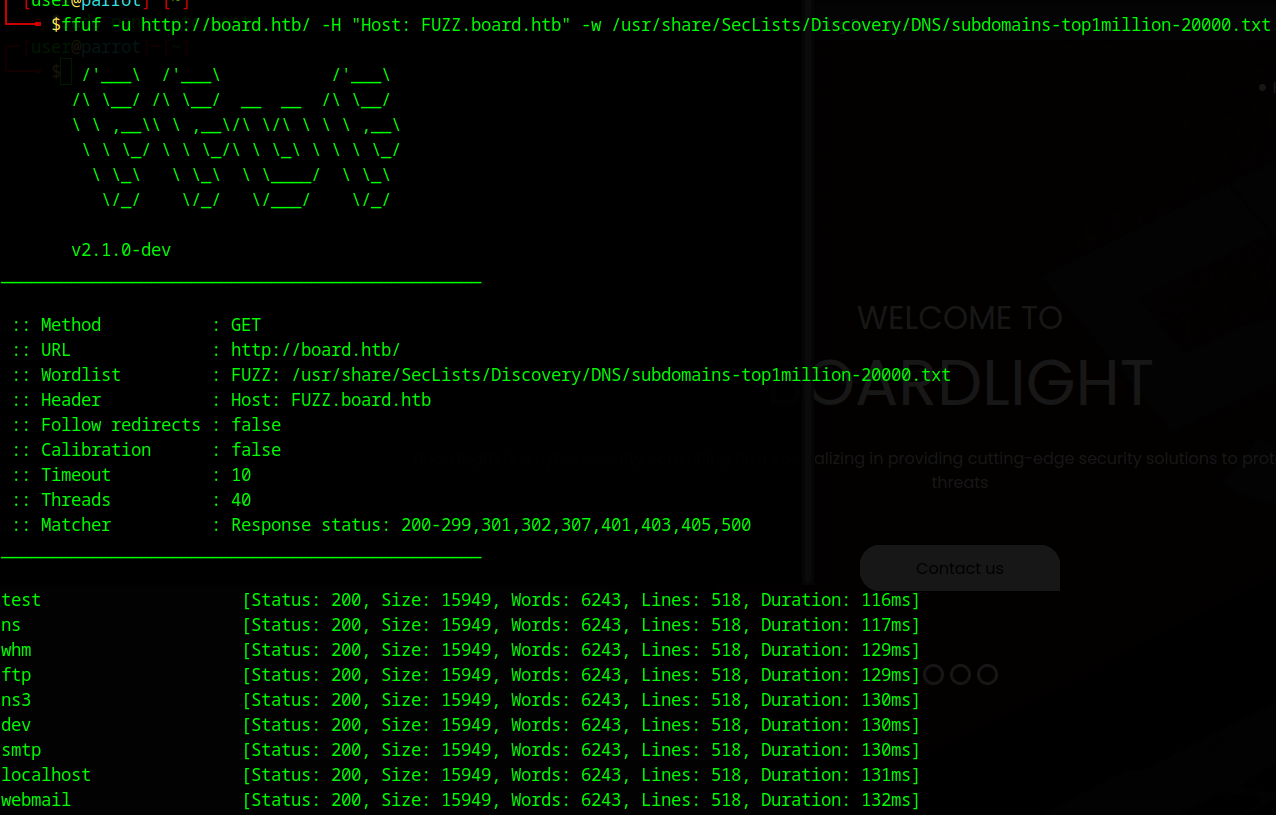 [user@parrot] [~]
$ffuf -u http://board.htb/ -H "Host: FUZZ.board.htb" -w /usr/share/SecLists/Discovery/DNS/subdomains-top1million-20000.txt
[user@parrot]-[~]
$
/'___\  /'___\           /'___\
/\ \__/ /\ \__/  __  __  /\ \__/
\ \ ,__\\ \ ,__\/\ \/\ \ \ \ ,__\
\ \ \_/ \ \ \_/\ \ \_\ \ \ \ \_/
\ \_\   \ \_\  \ \____/  \ \_\
\/_/    \/_/   \/___/    \/_/
v2.1.0-dev
________________________________________________
:: Method           : GET
:: URL              : http://board.htb/
:: Wordlist         : FUZZ: /usr/share/SecLists/Discovery/DNS/subdomains-top1million-20000.txt
:: Header           : Host: FUZZ.board.htb
:: Follow redirects : false
:: Calibration      : false
:: Timeout          : 10
:: Threads          : 40
:: Matcher          : Response status: 200-299,301,302,307,401,403,405,500
________________________________________________
test                    [Status: 200, Size: 15949, Words: 6243, Lines: 518, Duration: 116ms]
ns                      [Status: 200, Size: 15949, Words: 6243, Lines: 518, Duration: 117ms]
whm                     [Status: 200, Size: 15949, Words: 6243, Lines: 518, Duration: 129ms]
ftp                     [Status: 200, Size: 15949, Words: 6243, Lines: 518, Duration: 129ms]
ns3                     [Status: 200, Size: 15949, Words: 6243, Lines: 518, Duration: 130ms]
dev                     [Status: 200, Size: 15949, Words: 6243, Lines: 518, Duration: 130ms]
smtp                    [Status: 200, Size: 15949, Words: 6243, Lines: 518, Duration: 130ms]
localhost               [Status: 200, Size: 15949, Words: 6243, Lines: 518, Duration: 131ms]
webmail                 [Status: 200, Size: 15949, Words: 6243, Lines: 518, Duration: 132ms]
WELCOME TO
OARDLIGHT
alizing in providing cutting-edge security solutions to prot
threats
Contact us